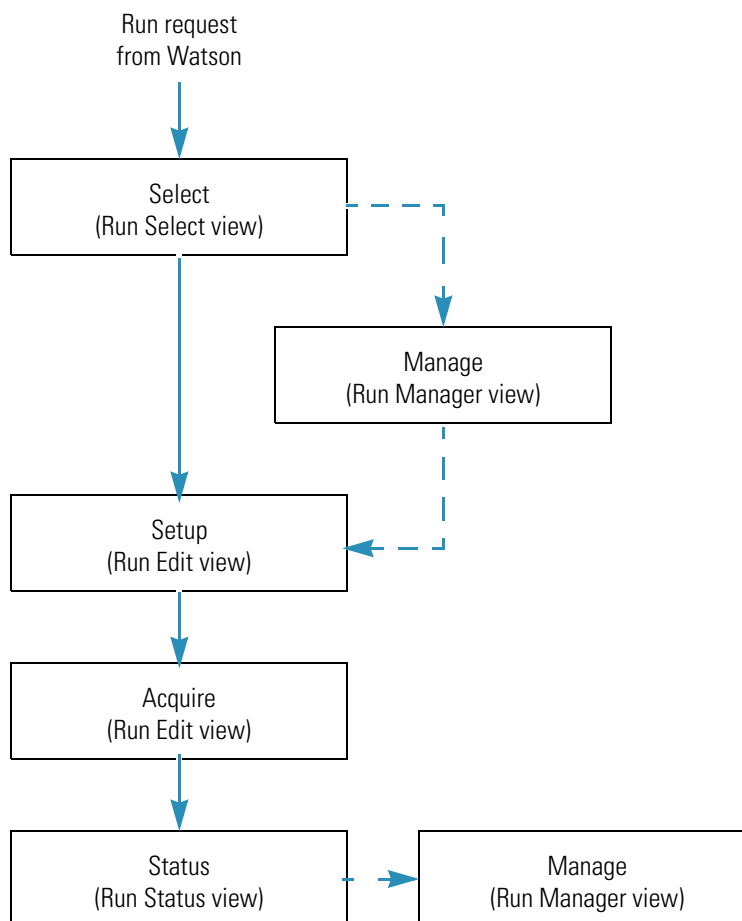 Run request
from Watson
Select
(Run Select view)
Manage
(Run Manager view)
Setup
(Run Edit view)
Acquire
(Run Edit view)
Status
(Run Status view)
Manage
(Run Manager view)